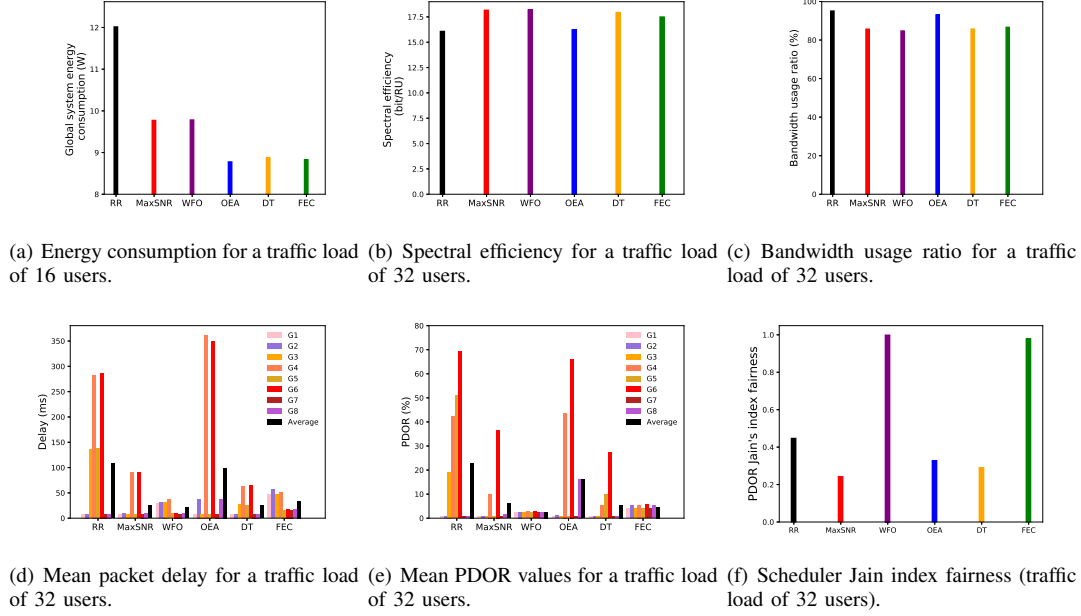 12
11
10
9
8
Global system energy
consumption (W)
RR MaxSNR WFO OEA DT FEC
(a) Energy consumption for a traffic load
of 16 users.
17.5
15.0
12.5
10.0
7.5
5.0
2.5
0.0
Spectral efficiency
(bit/RU)
RR MaxSNR WFO OEA DT FEC
(b) Spectral efficiency for a traffic load
of 32 users.
100
80
60
40
20
0
Bandwidth usage ratio (%)
RR MaxSNR WFO OEA DT FEC
(c) Bandwidth usage ratio for a traffic
load of 32 users.
350
300
250
200
150
100
50
0
Delay (ms)
G1
G2
G3
G4
G5
G6
G7
G8
Average
RR MaxSNR WFO OEA DT FEC
(d) Mean packet delay for a traffic load
of 32 users.
80
70
60
50
40
30
20
10
0
PDOR (%)
G1
G2
G3
G4
G5
G6
G7
G8
Average
RR MaxSNR WFO OEA DT FEC
(e) Mean PDOR values for a traffic load
of 32 users.
1.0
0.8
0.6
0.4
0.2
0.0
PDOR Jain's index fairness
RR MaxSNR WFO OEA DT FEC
(f) Scheduler Jain index fairness (traffic
load of 32 users).